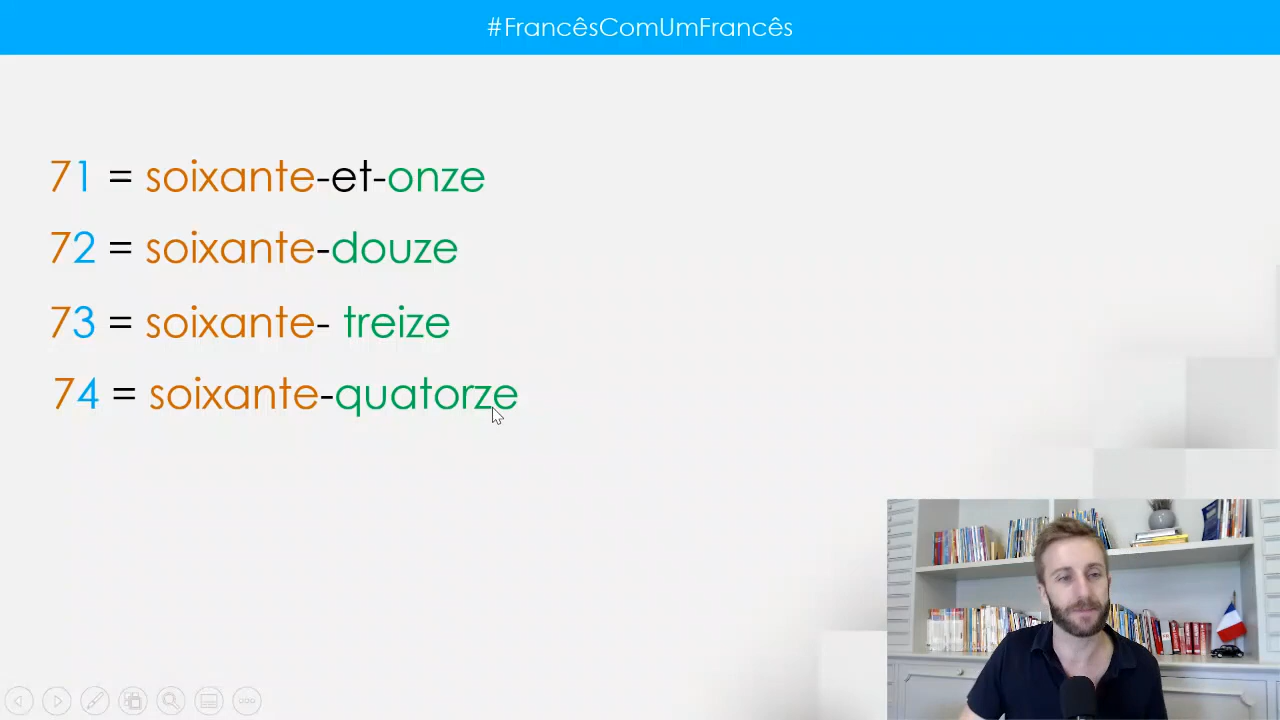 #FrancêsComUmFrancês
71 = soixante-et-onze
72 = soixante-douze
73 = soixante- treize
74 = soixante-quatorze